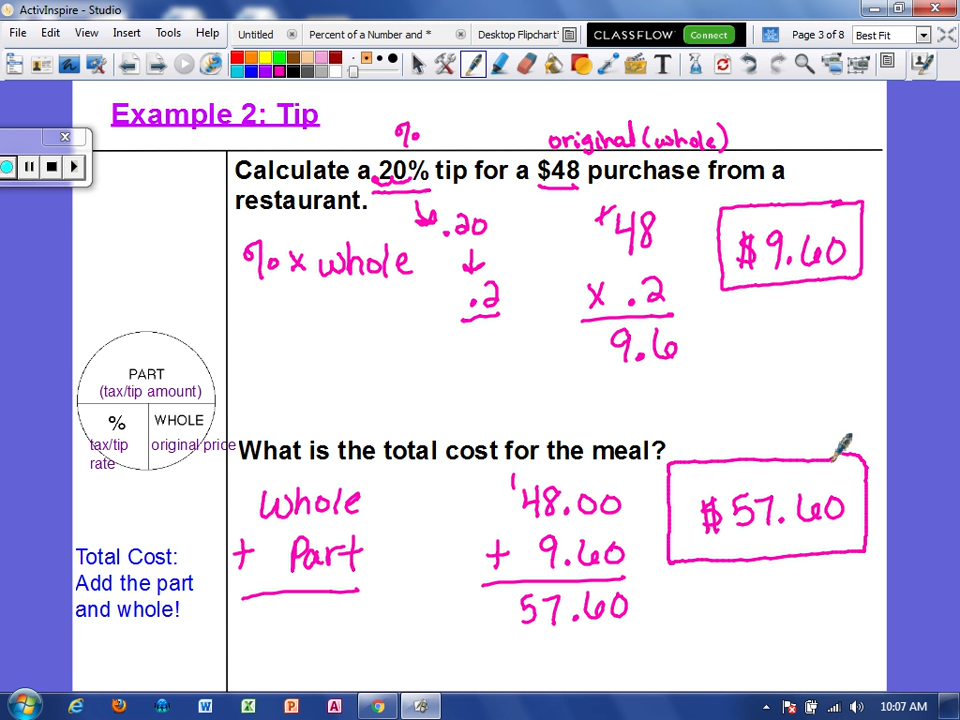 ActivInspire - Studio
File Edit View Insert Tools Help
Untitled
Percent of a Number and *
Desktop Flipchart
CLASSFLOW Connect
Page 3 of 8
Best Fit
Example 2: Tip
% original (whole)
Calculate a 20% tip for a $48 purchase from a
restaurant.
% x whole
.20
.2
48
x .2
9.6
$9.60
PART
(tax/tip amount)
% WHOLE
tax/tip original price
rate
What is the total cost for the meal?
Whole
+ Part
1
48.00
+ 9.60
57.60
$57.60
Total Cost:
Add the part
and whole!
10:07 AM